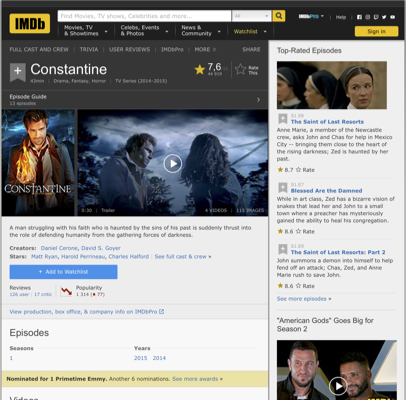 IMDb
Find Movies, TV shows, Celebrities and more...
All
IMDbPro
Help
Movies, TV
& Showtimes
Celebs, Events
& Photos
News &
Community
Watchlist
Sign in
FULL CAST AND CREW | TRIVIA | USER REVIEWS | IMDbPro | MORE
SHARE
Constantine
43min | Drama, Fantasy, Horror | TV Series (2014–2015)
7,6
Rate
This
Episode Guide
13 episodes
CONSTANTINE
0:30 | Trailer
4 VIDEOS | 110 IMAGES
A man struggling with his faith who is haunted by the sins of his past is suddenly thrust into
the role of defending humanity from the gathering forces of darkness.
Creators: Daniel Cerone, David S. Goyer
Stars: Matt Ryan, Harold Perrineau, Charles Halford | See full cast & crew »
+ Add to Watchlist
Reviews
126 user | 17 critic
Popularity
1 314 (77)
View production, box office, & company info on IMDbPro
Episodes
Seasons
Years
1
2015 2014
Nominated for 1 Primetime Emmy. Another 6 nominations. See more awards »
Videos
Top-Rated Episodes
The Saint of Last Resorts
Anne Marie, a member of the Newcastle
crew, asks John and Chas for help in Mexico
City -- bringing them close to the heart of
the rising darkness; Zed is haunted by her
past.
8.7 Rate
Blessed Are the Damned
While in art class, Zed has a bizarre vision of
snakes that lead her and John to a small
town where a preacher has mysteriously
gained the ability to heal his congregation.
8.6 Rate
The Saint of Last Resorts: Part 2
John summons a demon into himself to help
fend off an attack; Chas, Zed, and Anne
Marie rush to save John.
8.6 Rate
See more episodes »
"American Gods" Goes Big for
Season 2